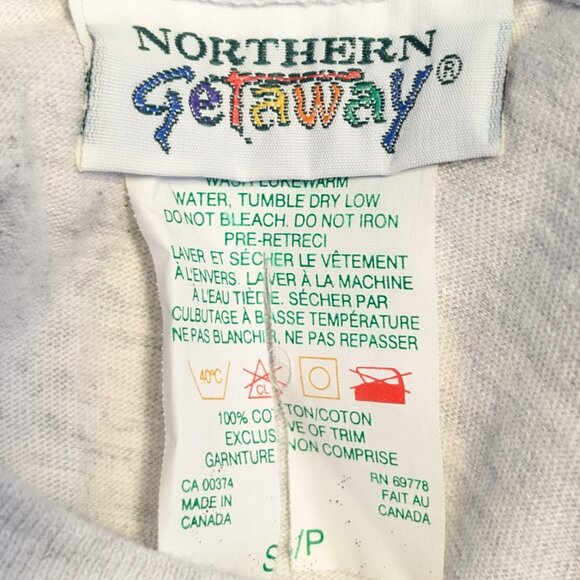 NORTHERN
Getaway®
WASH LUKEWARM
WATER, TUMBLE DRY LOW
DO NOT BLEACH. DO NOT IRON
PRE-RETRECI
LAVER ET SÉCHER LE VÊTEMENT
À L'ENVERS. LAVER À LA MACHINE
À L'EAU TIÈDE. SÉCHER PAR
CULBUTAGE À BASSE TEMPÉRATURE
NE PAS BLANCHIR, NE PAS REPASSER
40°C CL
100% COTTON/COTON
EXCLUSIVE OF TRIM
GARNITURE NON COMPRISE
CA 00374 RN 69778
MADE IN FAIT AU
CANADA CANADA
S/P